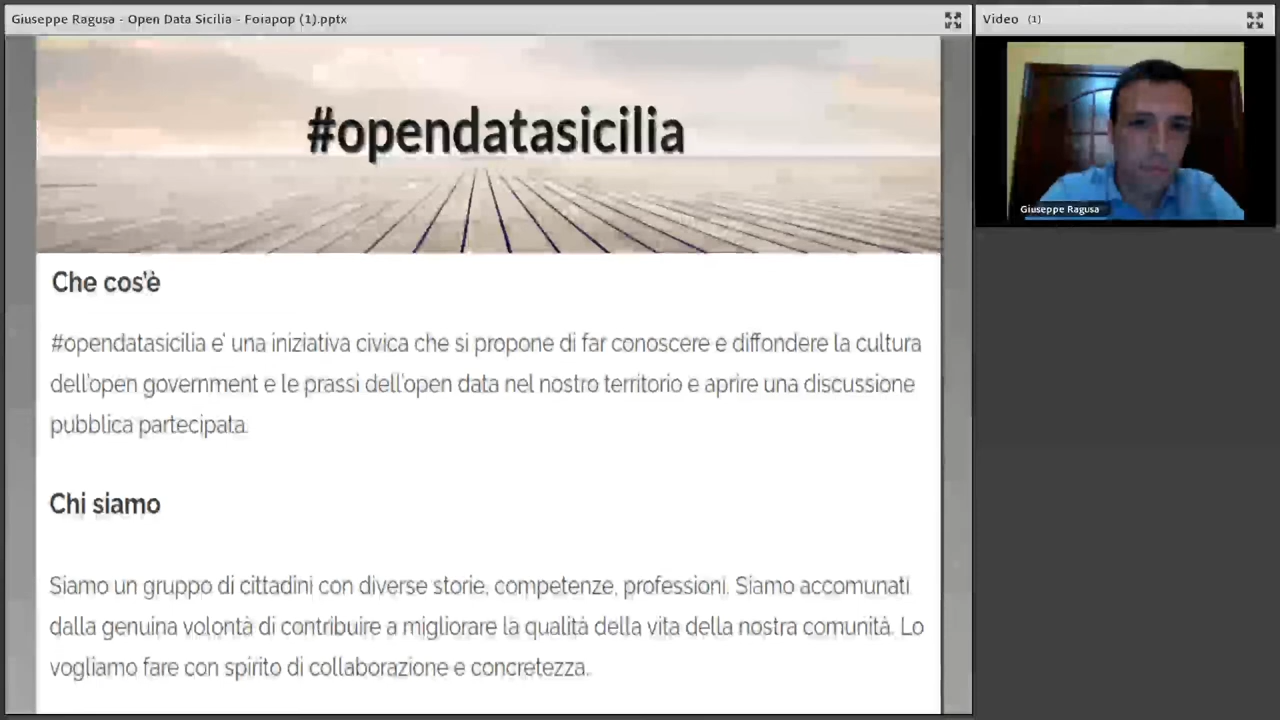 Giuseppe Ragusa - Open Data Sicilia - Foiapop (1).pptx
Video (1)
#opendatasicilia
Giuseppe Ragusa
Che cos'è
#opendatasicilia e' una iniziativa civica che si propone di far conoscere e diffondere la cultura
dell'open government e le prassi dell'open data nel nostro territorio e aprire una discussione
pubblica partecipata.
Chi siamo
Siamo un gruppo di cittadini con diverse storie, competenze, professioni. Siamo accomunati
dalla genuina volontà di contribuire a migliorare la qualità della vita della nostra comunità. Lo
vogliamo fare con spirito di collaborazione e concretezza.